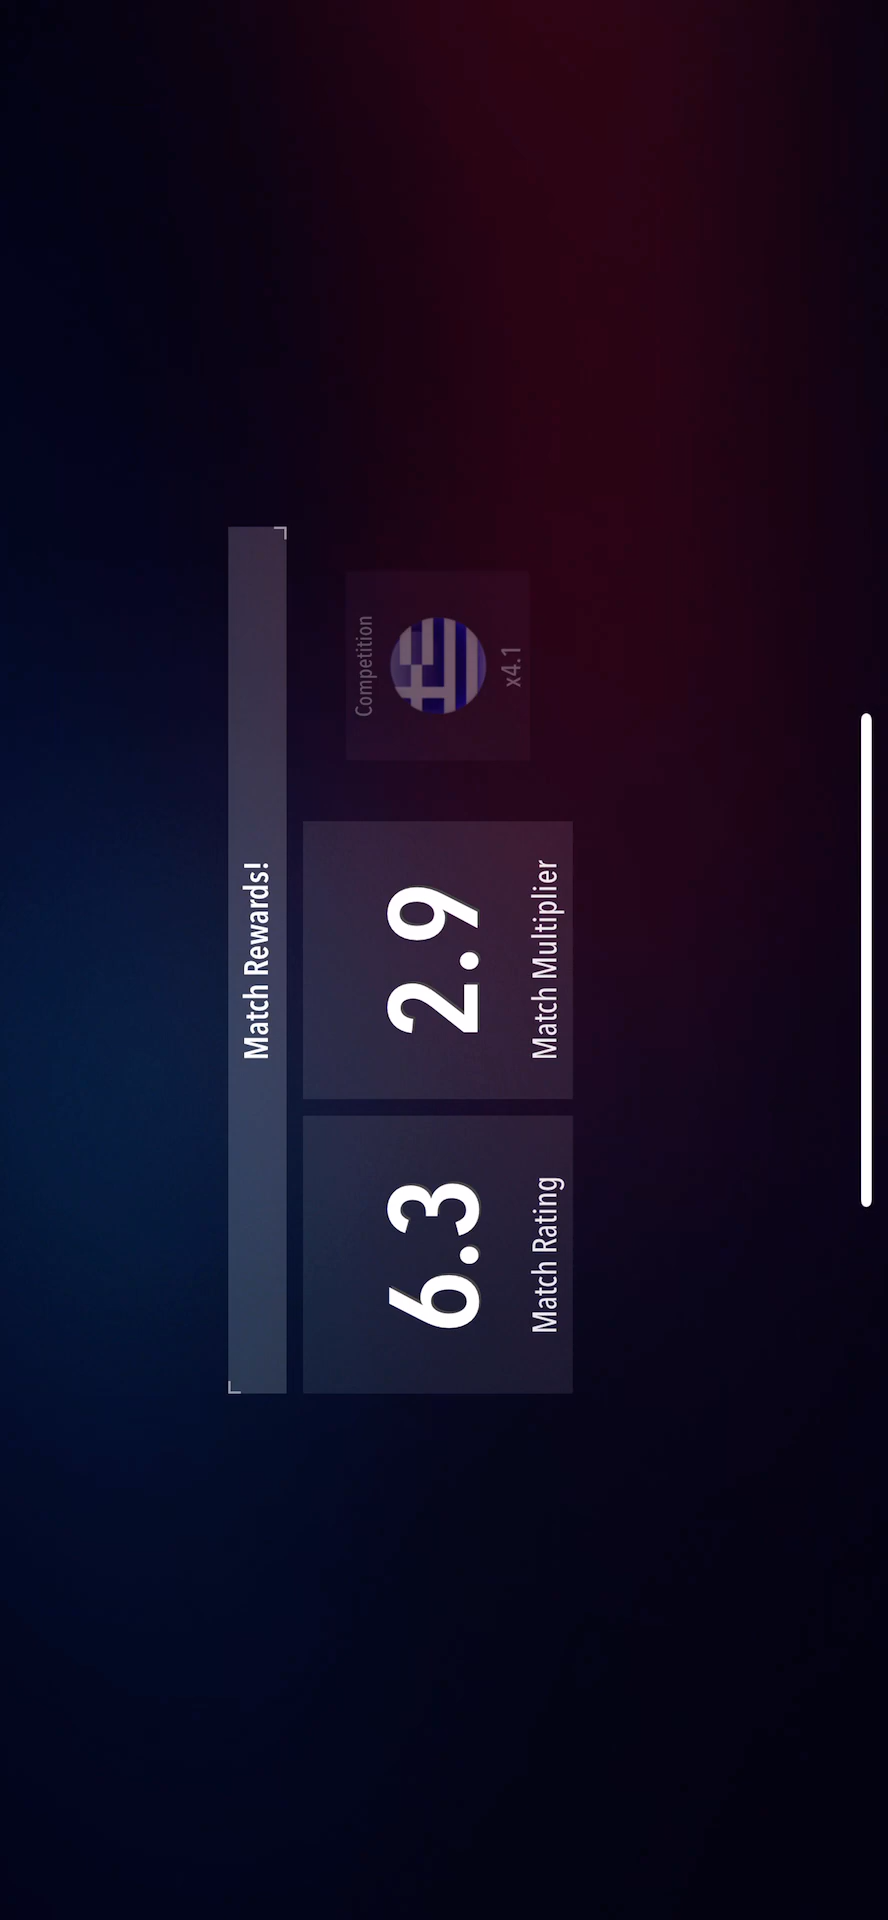 Match Rewards!
6.3
Match Rating
2.9
Match Multiplier
Competition
x4.1